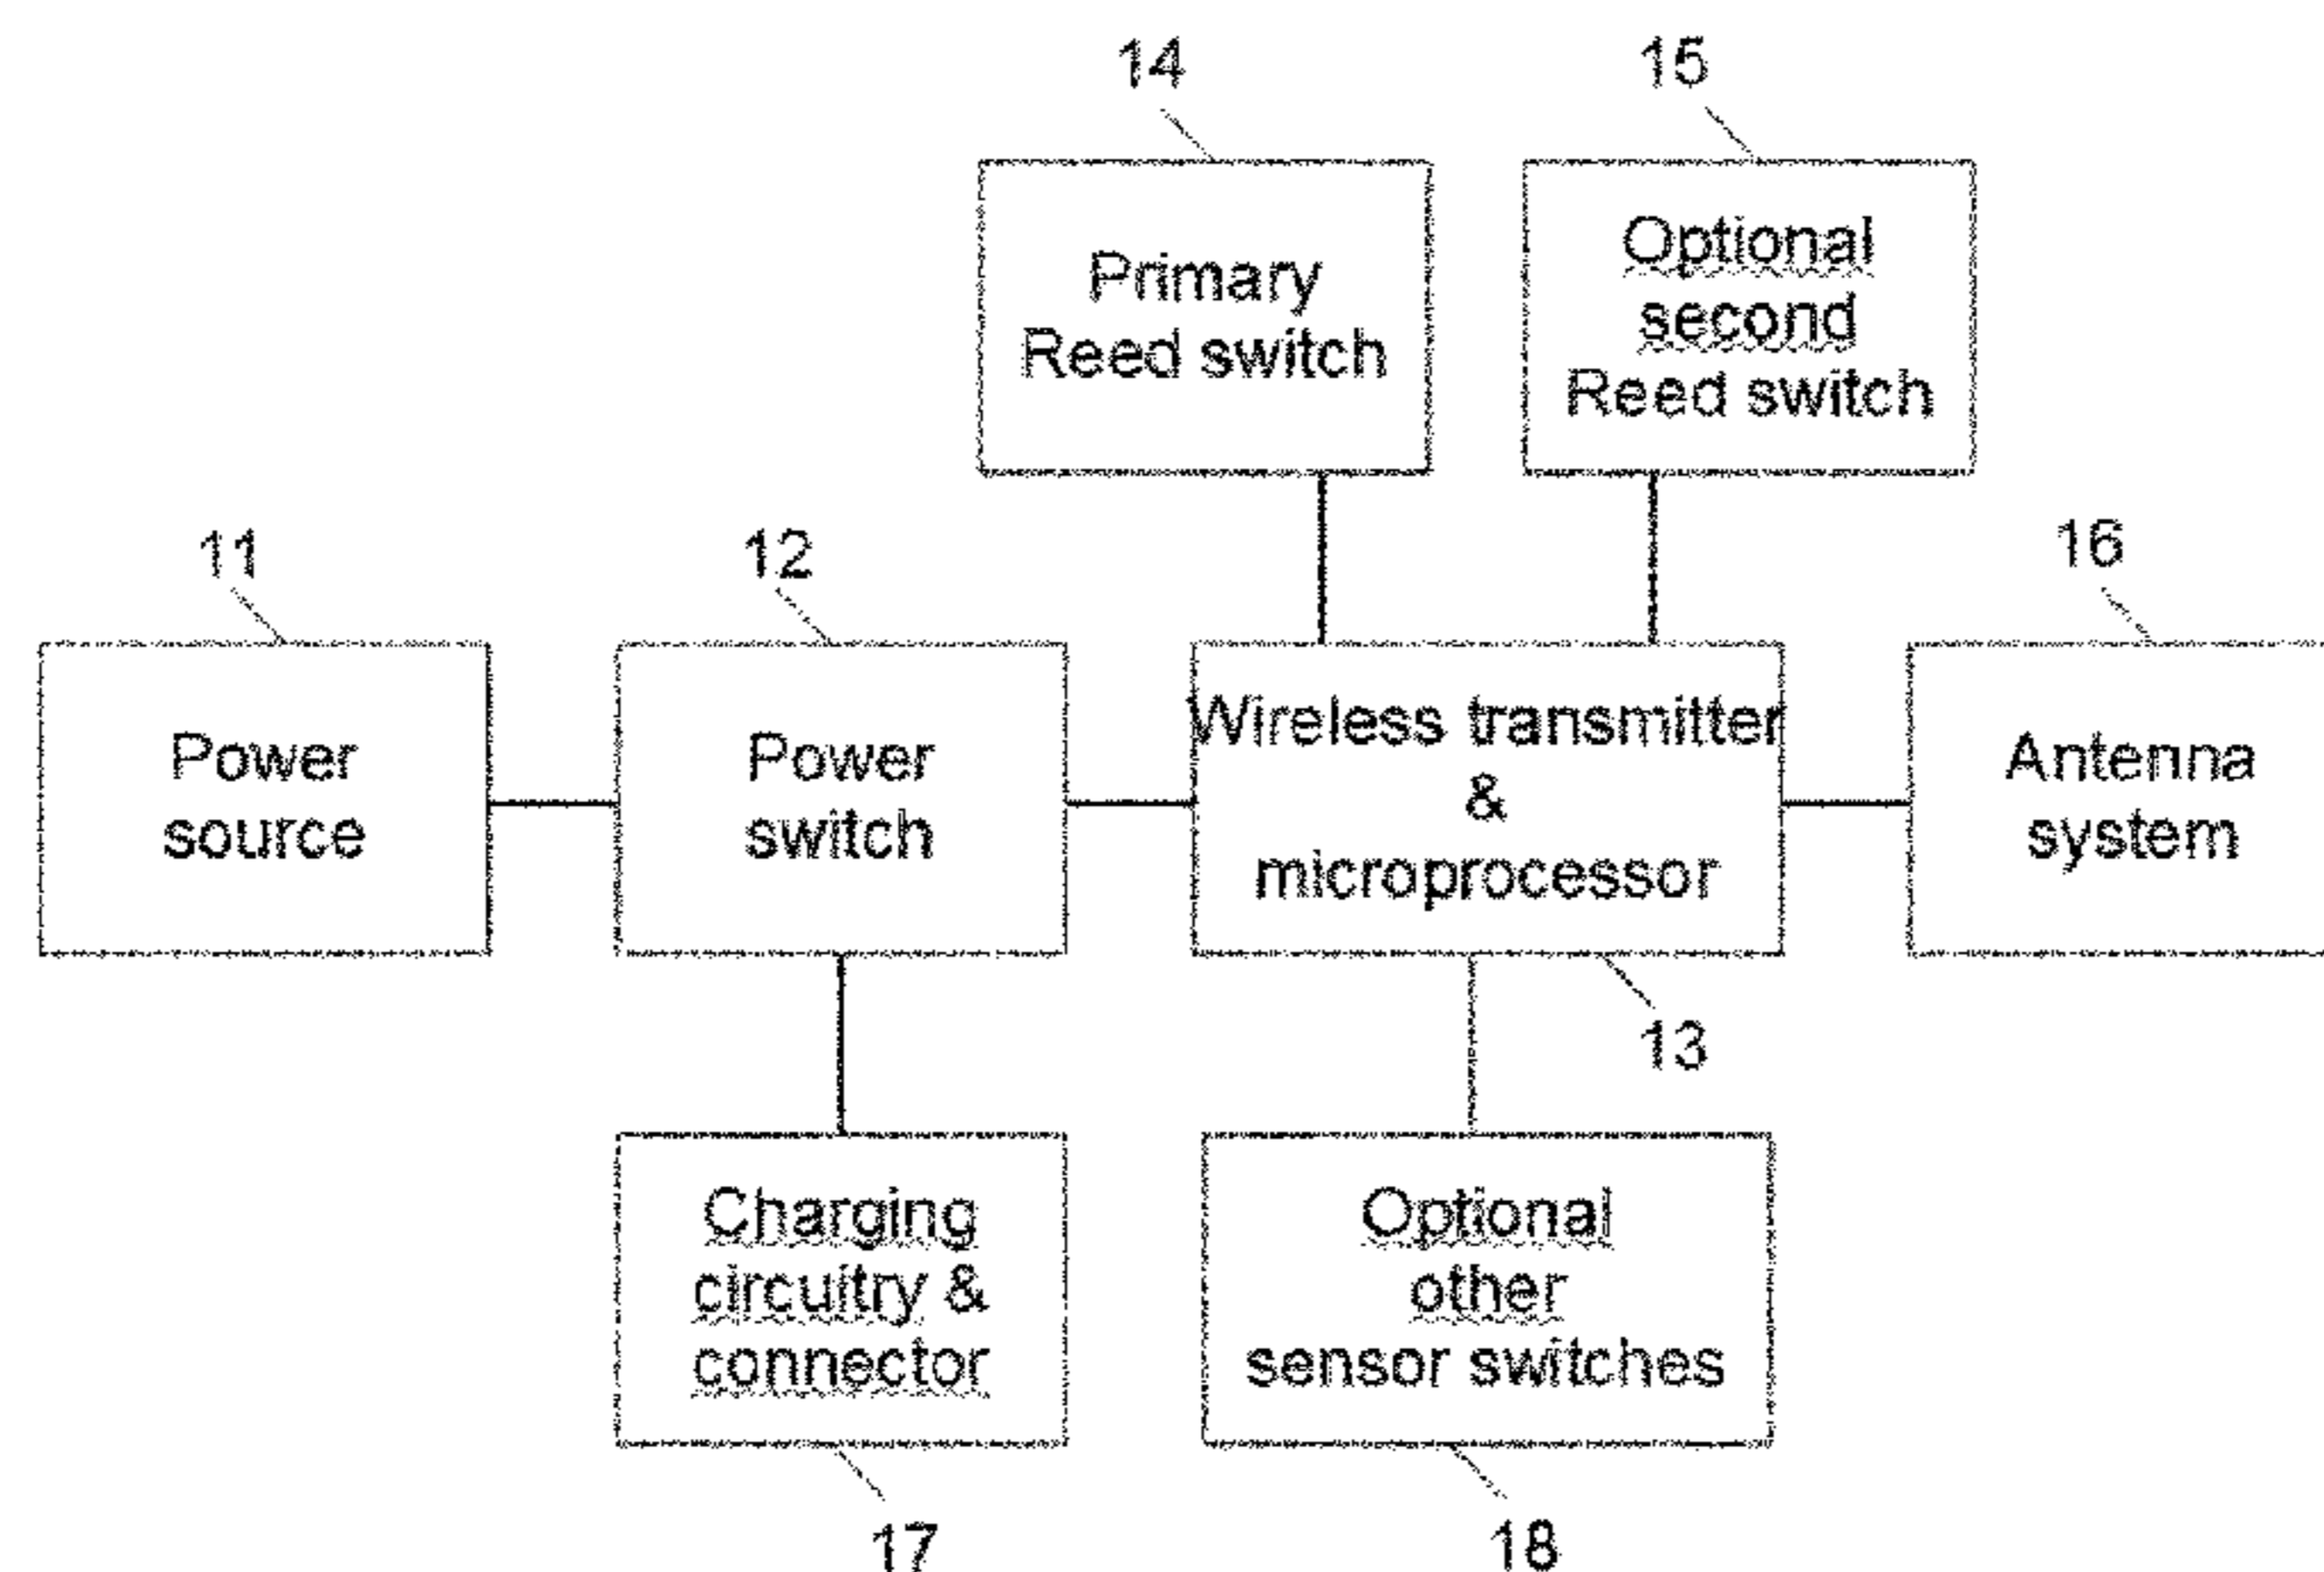 14
15
Primary
Reed switch
Optional
second
Reed switch
11
12
16
Power
source
Power
switch
Wireless transmitter
&
microprocessor
Antenna
system
13
Charging
circuitry &
connector
Optional
other
sensor switches
17
18